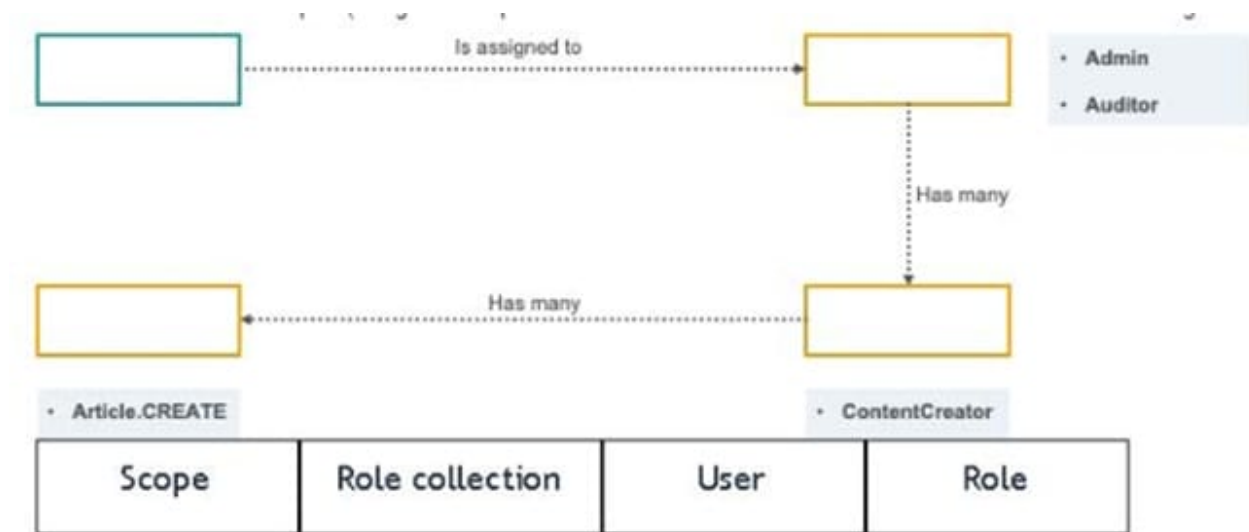 Is assigned to
• Admin
• Auditor
Has many
Has many
• Article.CREATE
• ContentCreator
Scope
Role collection
User
Role